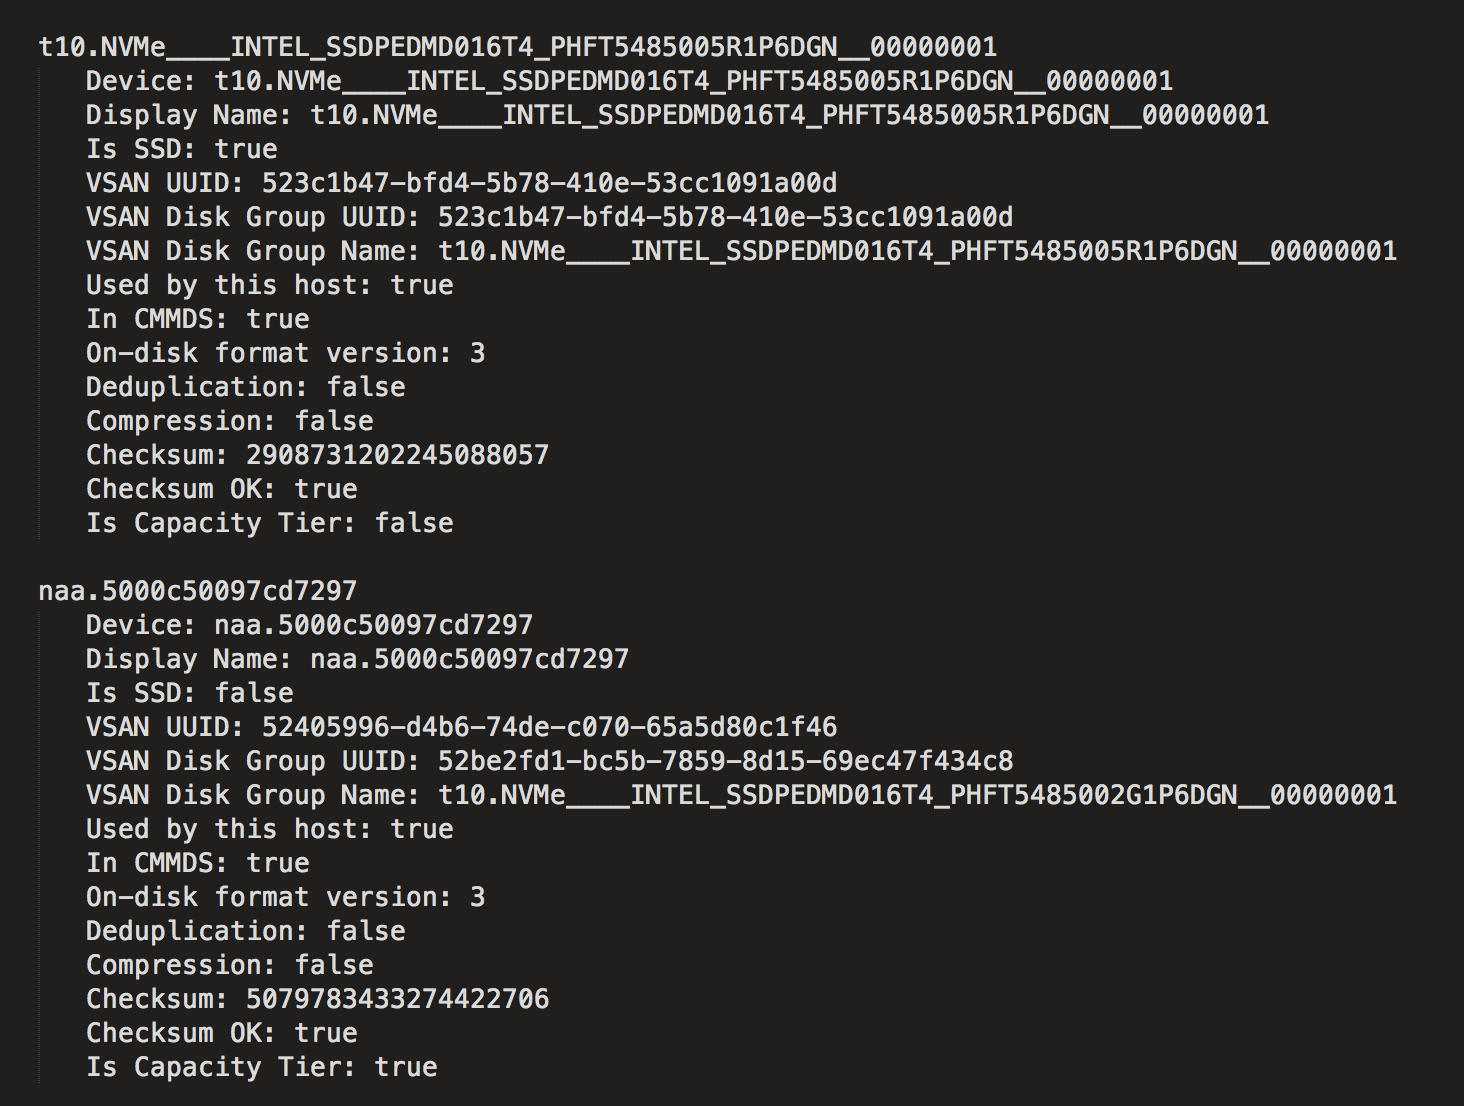 t10.NVMe____INTEL_SSDPEDMD016T4_PHFT5485005R1P6DGN__00000001
Device: t10.NVMe____INTEL_SSDPEDMD016T4_PHFT5485005R1P6DGN__00000001
Display Name: t10.NVMe____INTEL_SSDPEDMD016T4_PHFT5485005R1P6DGN__00000001
Is SSD: true
VSAN UUID: 523c1b47-bfd4-5b78-410e-53cc1091a00d
VSAN Disk Group UUID: 523c1b47-bfd4-5b78-410e-53cc1091a00d
VSAN Disk Group Name: t10.NVMe____INTEL_SSDPEDMD016T4_PHFT5485005R1P6DGN__00000001
Used by this host: true
In CMMDS: true
On-disk format version: 3
Deduplication: false
Compression: false
Checksum: 2908731202245088057
Checksum OK: true
Is Capacity Tier: false
naa.5000c50097cd7297
Device: naa.5000c50097cd7297
Display Name: naa.5000c50097cd7297
Is SSD: false
VSAN UUID: 52405996-d4b6-74de-c070-65a5d80c1f46
VSAN Disk Group UUID: 52be2fd1-bc5b-7859-8d15-69ec47f434c8
VSAN Disk Group Name: t10.NVMe____INTEL_SSDPEDMD016T4_PHFT5485002G1P6DGN__00000001
Used by this host: true
In CMMDS: true
On-disk format version: 3
Deduplication: false
Compression: false
Checksum: 5079783433274422706
Checksum OK: true
Is Capacity Tier: true